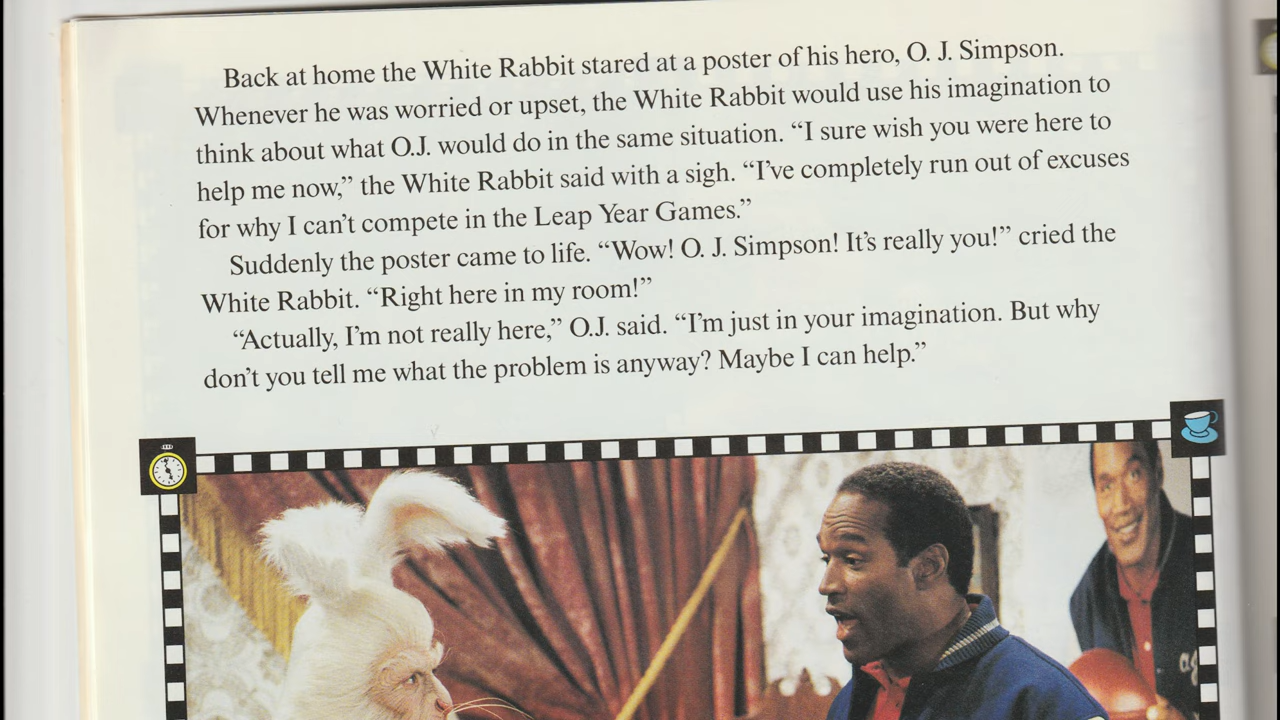 Back at home the White Rabbit stared at a poster of his hero, O. J. Simpson.
Whenever he was worried or upset, the White Rabbit would use his imagination to
think about what O.J. would do in the same situation. “I sure wish you were here to
help me now,” the White Rabbit said with a sigh. “I’ve completely run out of excuses
for why I can’t compete in the Leap Year Games.”
Suddenly the poster came to life. “Wow! O. J. Simpson! It’s really you!” cried the
White Rabbit. “Right here in my room!”
“Actually, I’m not really here,” O.J. said. “I’m just in your imagination. But why
don’t you tell me what the problem is anyway? Maybe I can help.”